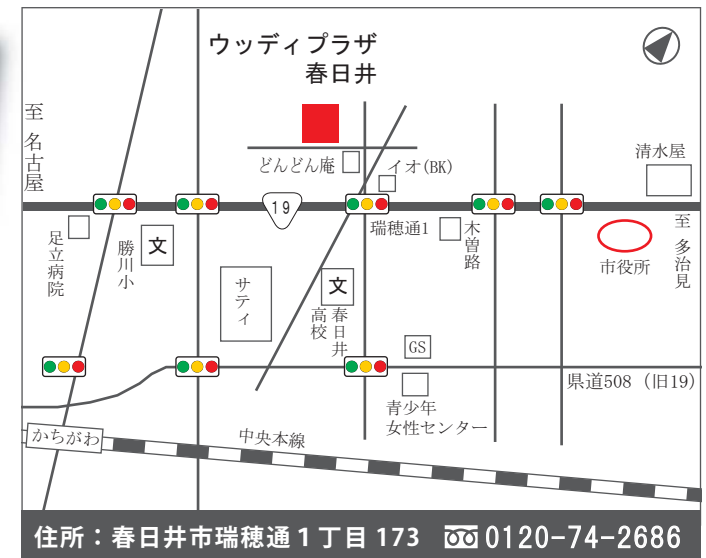 ウッディプラザ
春日井
至 名古屋
清水屋
どんどん庵
イオ(BK)
19
瑞穂通1
木曽路
至 多治見
市役所
足立病院
勝川小
文
サティ
文
春日井
高校
GS
県道508（旧19）
青少年
女性センター
かちがわ
中央本線
住所：春日井市瑞穂通１丁目 173 0120-74-2686